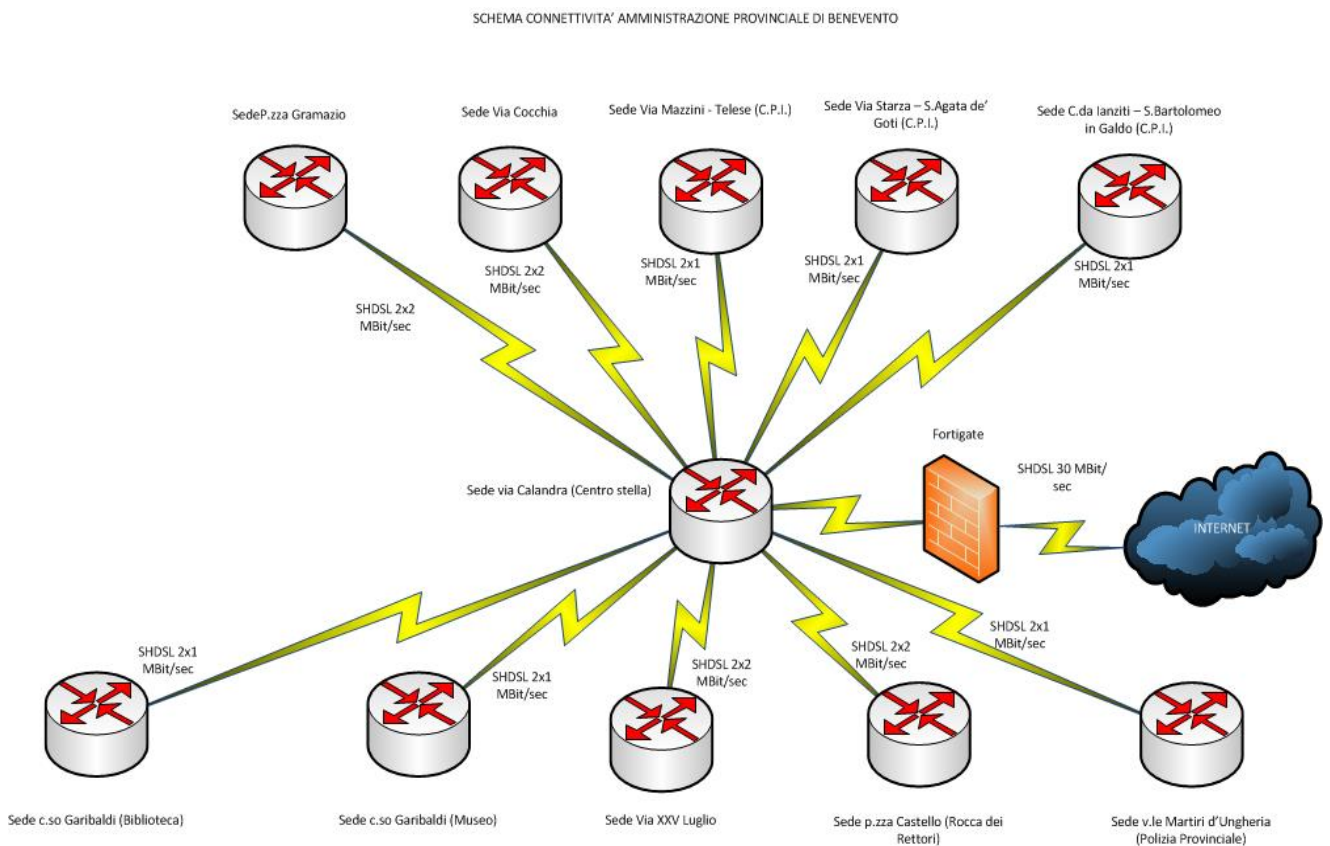 SCHEMA CONNETTIVITA' AMMINISTRAZIONE PROVINCIALE DI BENEVENTO
SedeP.zza Gramazio
Sede Via Cocchia
Sede Via Mazzini - Telese (C.P.I.)
Sede Via Starza – S.Agata de'
Goti (C.P.I.)
Sede C.da Ianziti – S.Bartolomeo
in Galdo (C.P.I.)
SHDSL 2x2
MBit/sec
SHDSL 2x2
MBit/sec
SHDSL 2x1
MBit/sec
SHDSL 2x1
MBit/sec
SHDSL 2x1
MBit/sec
Sede via Calandra (Centro stella)
Fortigate
SHDSL 30 MBit/
sec
INTERNET
SHDSL 2x1
MBit/sec
SHDSL 2x1
MBit/sec
SHDSL 2x2
MBit/sec
SHDSL 2x2
MBit/sec
SHDSL 2x1
MBit/sec
Sede c.so Garibaldi (Biblioteca)
Sede c.so Garibaldi (Museo)
Sede Via XXV Luglio
Sede p.zza Castello (Rocca dei
Rettori)
Sede v.le Martiri d'Ungheria
(Polizia Provinciale)